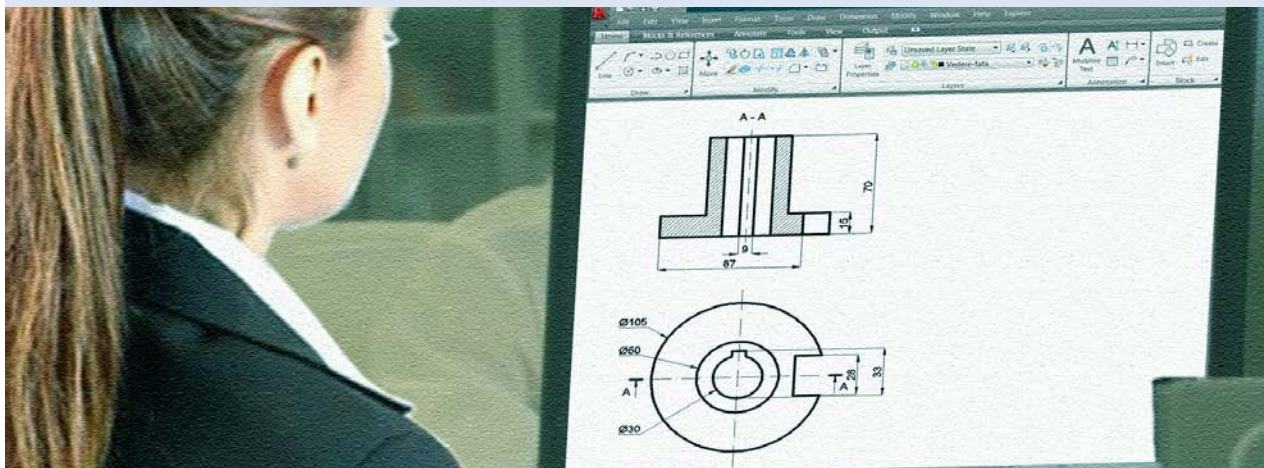 File Edit View Insert Format Tools Draw Dimension Modify Window Help Express
Home Blocks & References Annotate Tools View Output
Line
Move
Layer Properties
Unsaved Layer State
Vedere-fata
A
Multiline Text
Insert
Create
Edit
Draw
Modify
Layers
Annotation
Block
A - A
70
15
9
87
Ø105
Ø60
A
A
28
33
Ø30